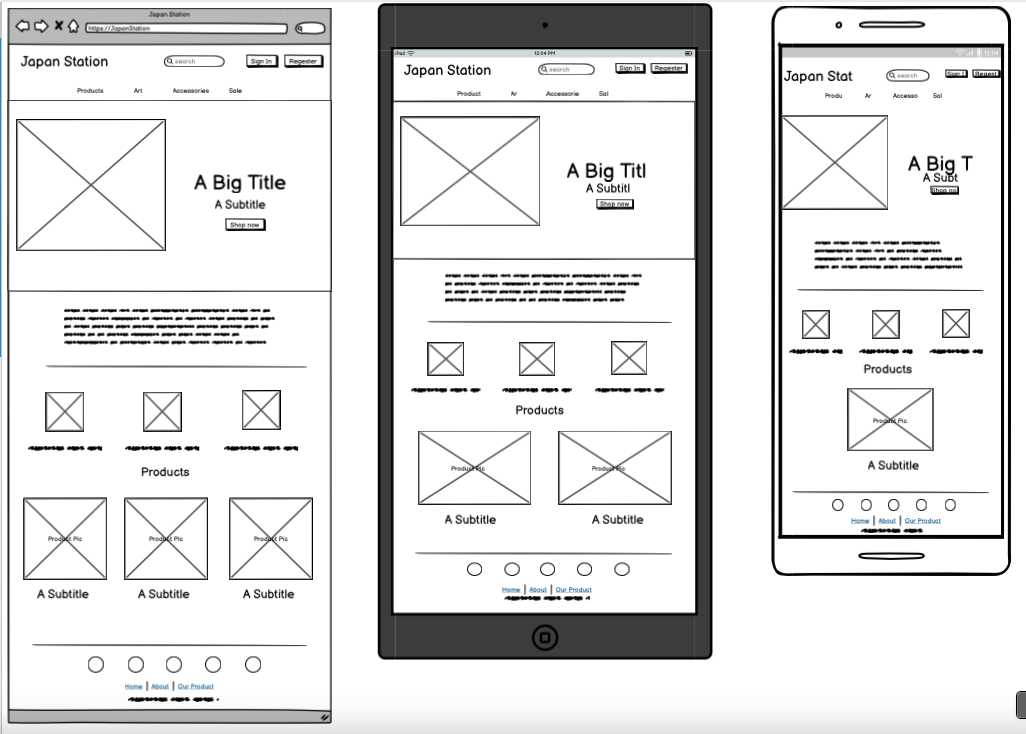 Japan Station
https://JaponStation
Japan Station
search
Sign In
Regester
Products Art Accessories Sale
A Big Title
A Subtitle
Shop now
Products
Product Pic Product Pic Product Pic
A Subtitle A Subtitle A Subtitle
Home | About | Our Product
iPad 12:04 PM
Japan Station
search
Sign In
Regester
Product Ar Accessorie Sal
A Big Titl
A Subtitl
Shop now
Products
Product Pic Product Pic
A Subtitle A Subtitle
Home | About | Our Product
12:04
Japan Stat
search
Sign I
Regest
Produ Ar Accesso Sal
A Big T
A Subt
Shop no
Products
Product Pic
A Subtitle
Home | About | Our Product